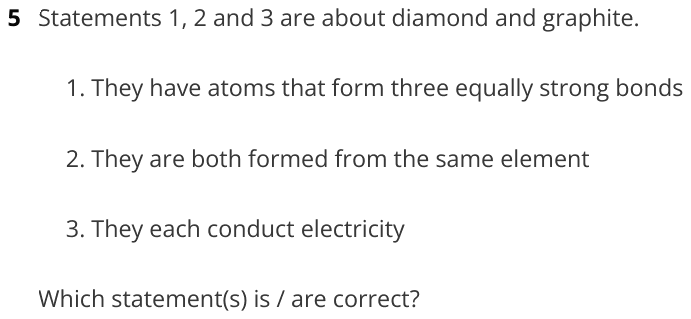 5 Statements 1, 2 and 3 are about diamond and graphite.
1. They have atoms that form three equally strong bonds
2. They are both formed from the same element
3. They each conduct electricity
Which statement(s) is / are correct?